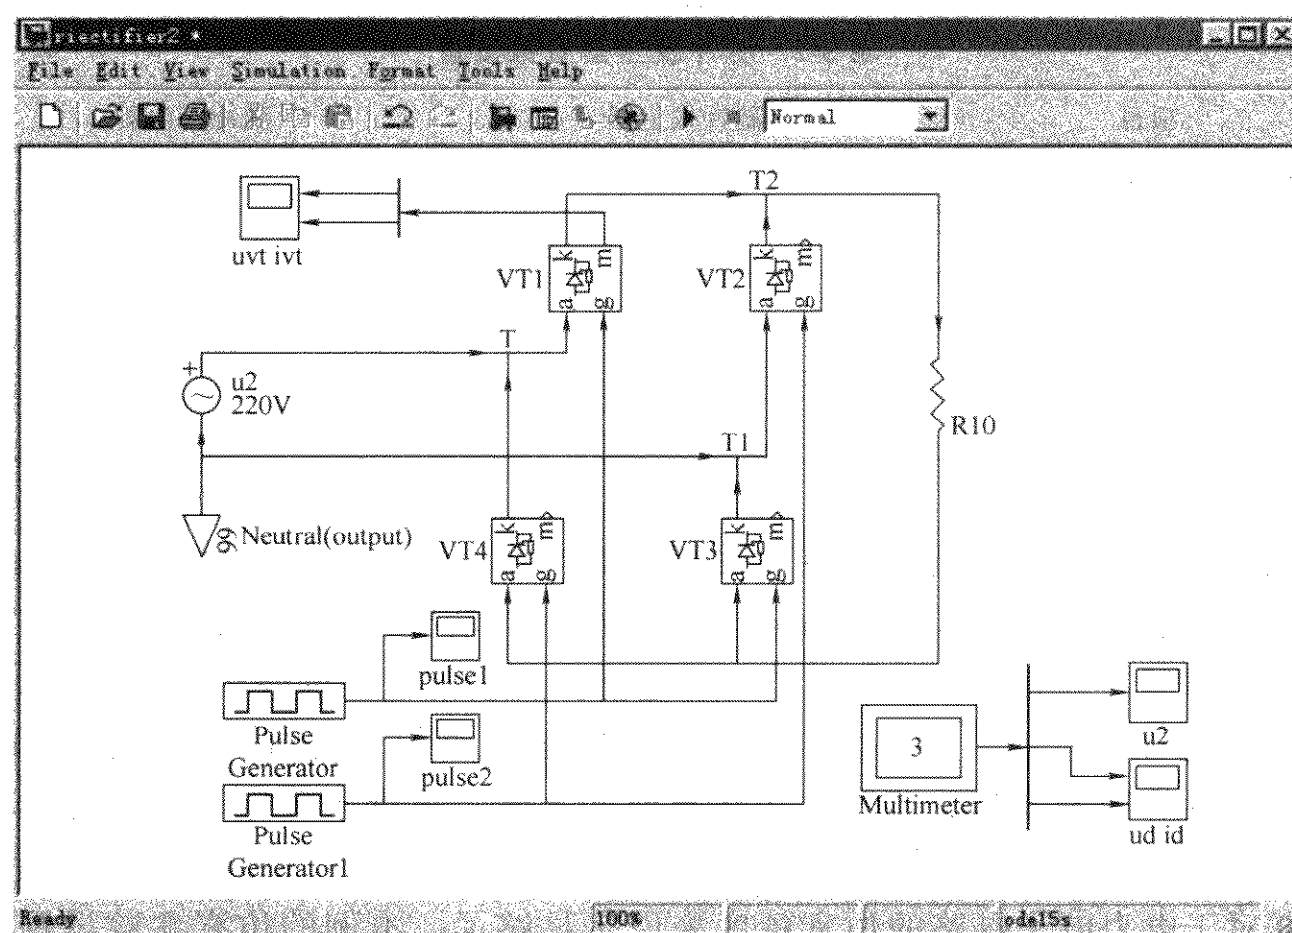 rectifier2 *
File Edit View Simulation Format Tools Help
Normal
T2
uvt ivt
VT1
k
m
a
g
VT2
k
m
a
g
T
+
u2
220V
R10
T1
Neutral(output)
VT4
k
m
a
g
VT3
k
m
a
g
pulse1
Pulse
Generator
pulse2
Pulse
Generator1
3
Multimeter
u2
ud id
Ready
100%
ode15s